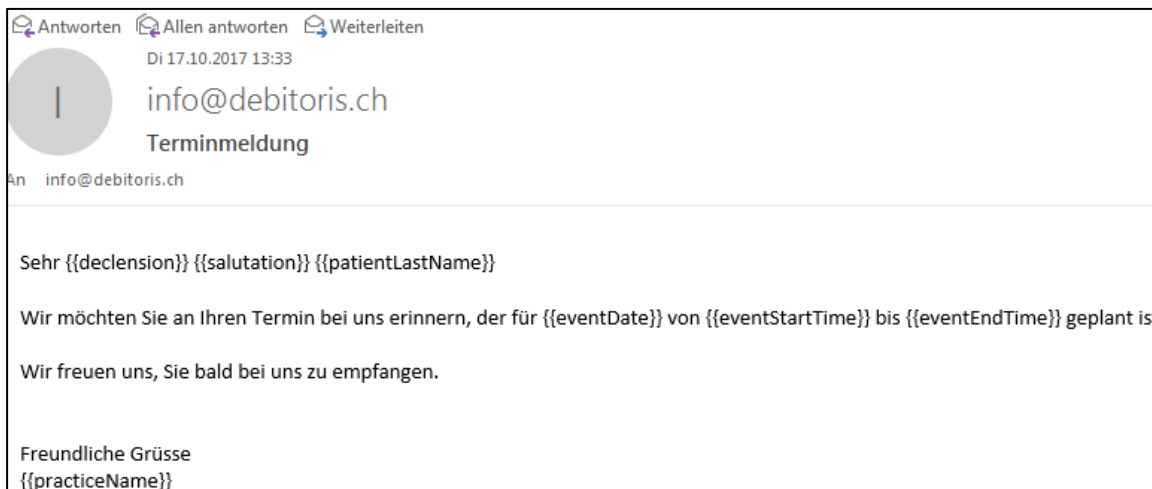 Antworten Allen antworten Weiterleiten
Di 17.10.2017 13:33
I
info@debitoris.ch
Terminmeldung
An info@debitoris.ch
Sehr {{declension}} {{salutation}} {{patientLastName}}
Wir möchten Sie an Ihren Termin bei uns erinnern, der für {{eventDate}} von {{eventStartTime}} bis {{eventEndTime}} geplant is
Wir freuen uns, Sie bald bei uns zu empfangen.
Freundliche Grüsse
{{practiceName}}